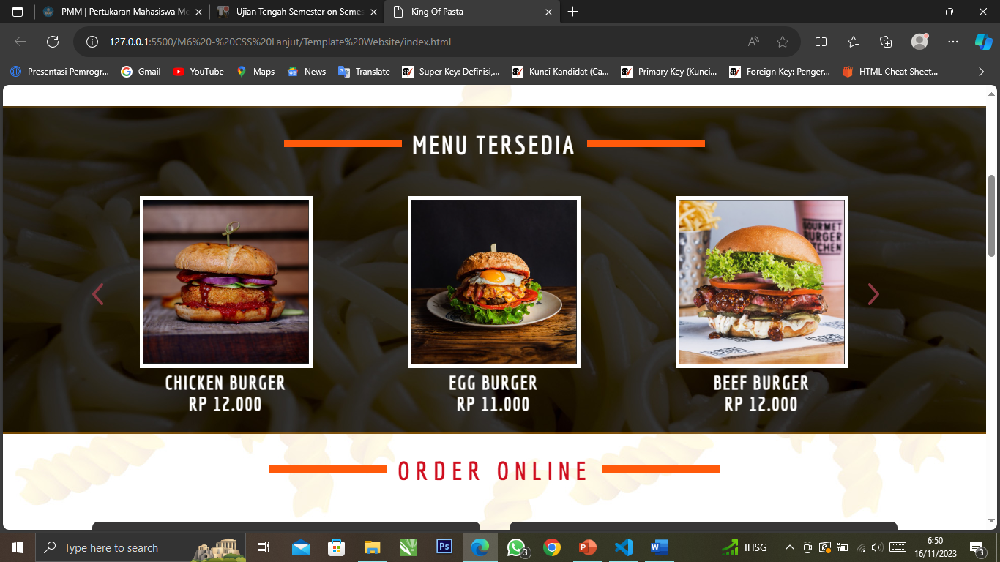 PMM | Pertukaran Mahasiswa Me
Ujian Tengah Semester on Semes
King Of Pasta
127.0.0.1:5500/M6%20-%20CSS%20Lanjut/Template%20Website/index.html
Presentasi Pemrogr...
Gmail
YouTube
Maps
News
Translate
Super Key: Definisi,...
Kunci Kandidat (Ca...
Primary Key (Kunci...
Foreign Key: Penger...
HTML Cheat Sheet...
MENU TERSEDIA
GOURMET
BURGER
KITCHEN
CHICKEN BURGER
RP 12.000
EGG BURGER
RP 11.000
BEEF BURGER
RP 12.000
ORDER ONLINE
Type here to search
Ps
3
P
W
IHSG
6:50
16/11/2023
3